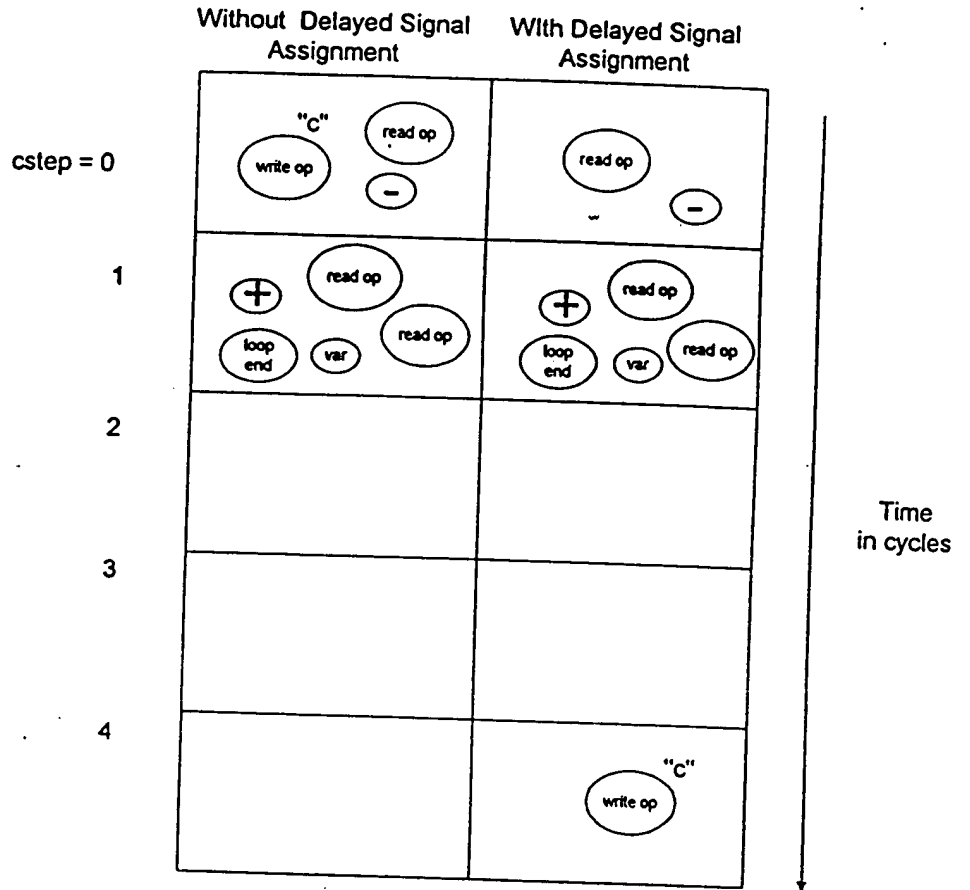 Without Delayed Signal
Assignment
WIth Delayed Signal
Assignment
cstep = 0
"C"
write op
read op
−
read op
−
1
+
read op
read op
loop
end
var
+
read op
read op
loop
end
var
2
3
4
"C"
write op
Time
in cycles